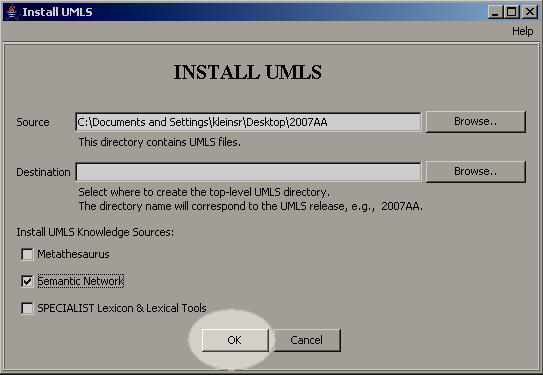 Install UMLS
Help
INSTALL UMLS
Source C:\Documents and Settings\kleinsr\Desktop\2007AA Browse..
This directory contains UMLS files.
Destination Browse..
Select where to create the top-level UMLS directory.
The directory name will correspond to the UMLS release, e.g., 2007AA.
Install UMLS Knowledge Sources:
Metathesaurus
Semantic Network
SPECIALIST Lexicon & Lexical Tools
OK Cancel